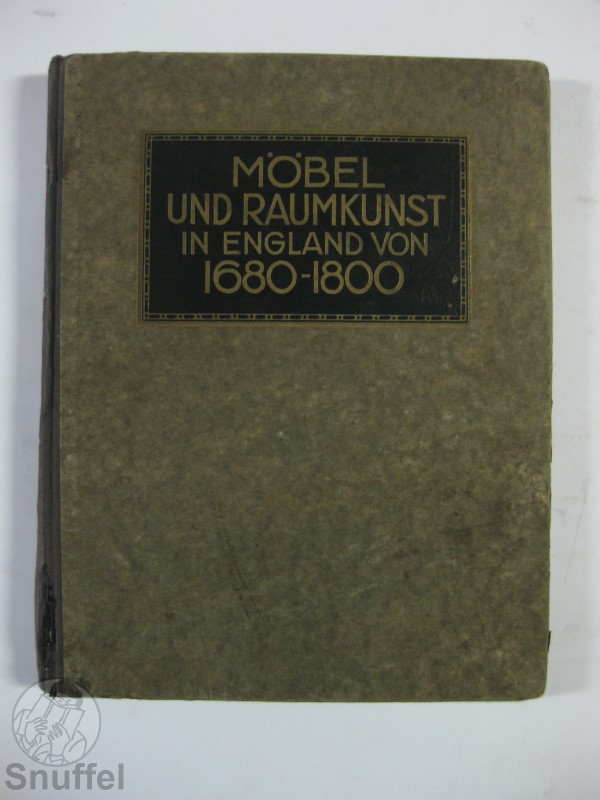 MÖBEL
UND RAUMKUNST
IN ENGLAND VON
1680-1800
Snuffel